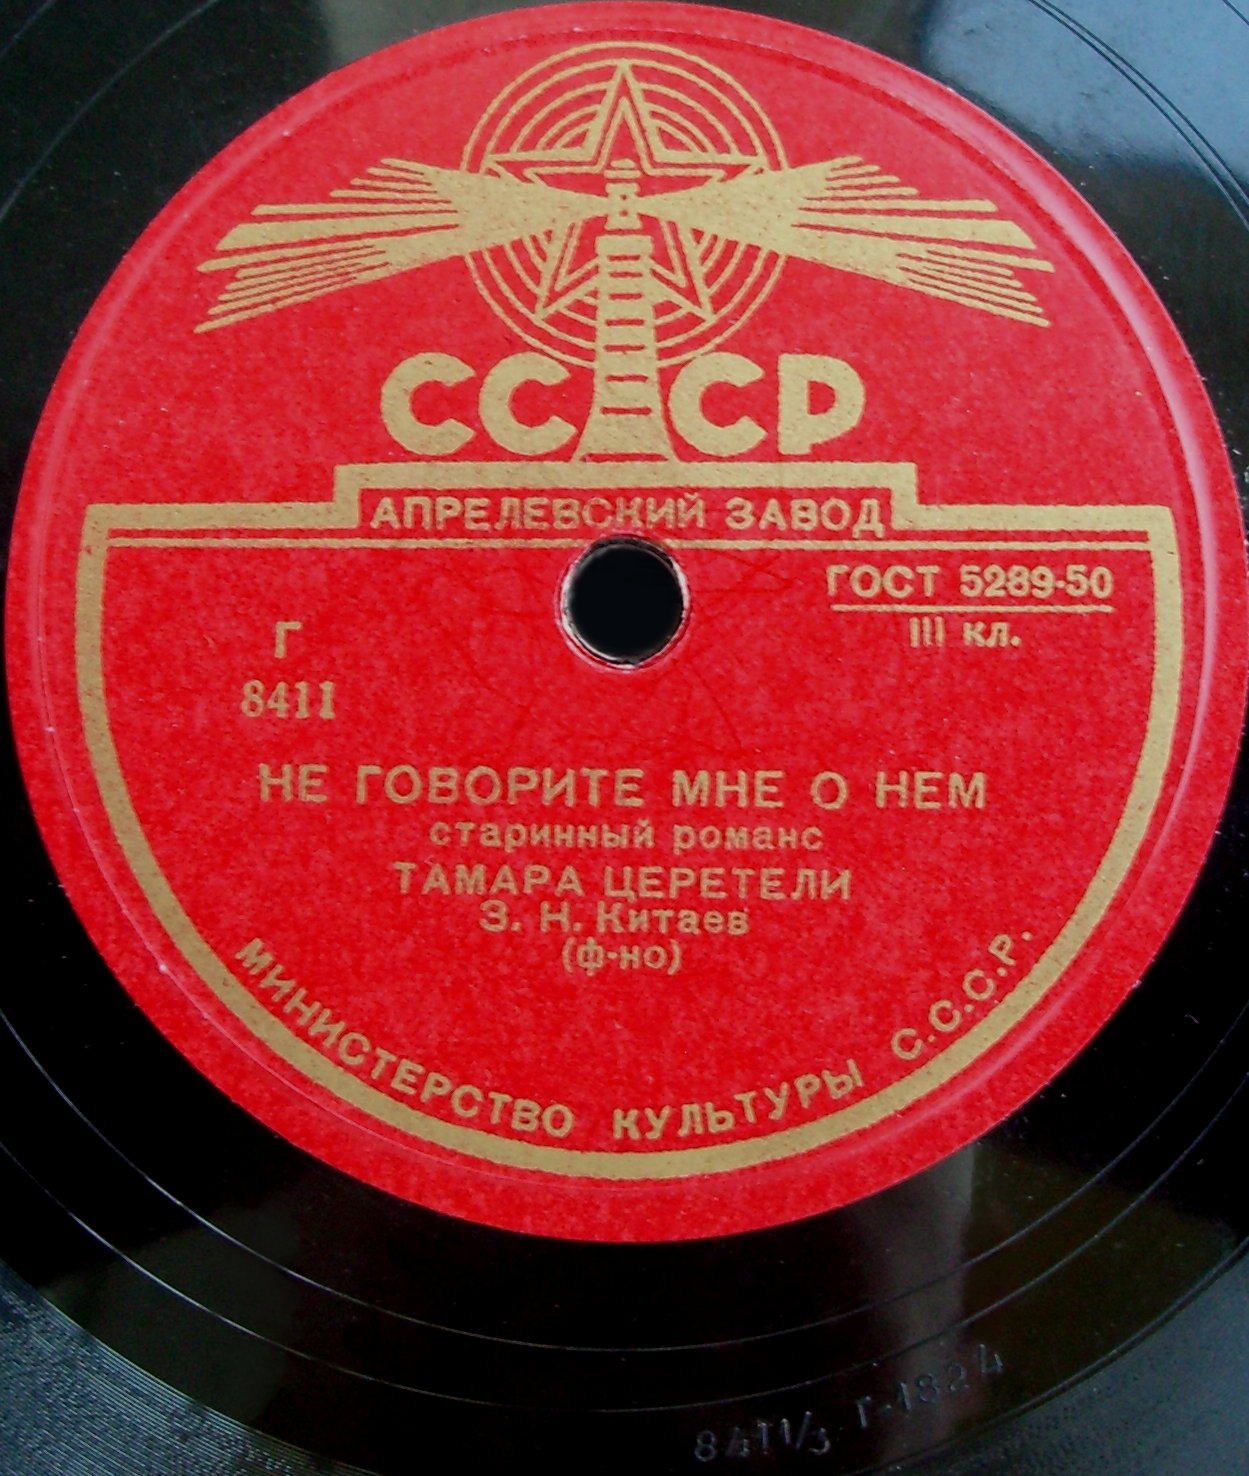 СССР
АПРЕЛЕВСКИЙ ЗАВОД
ГОСТ 5289-50
III кл.
Г
8411
НЕ ГОВОРИТЕ МНЕ О НЕМ
старинный романс
ТАМАРА ЦЕРЕТЕЛИ
З. Н. Китаев
(ф-но)
МИНИСТЕРСТВО КУЛЬТУРЫ С.С.С.Р.
8411/3 Г-1824